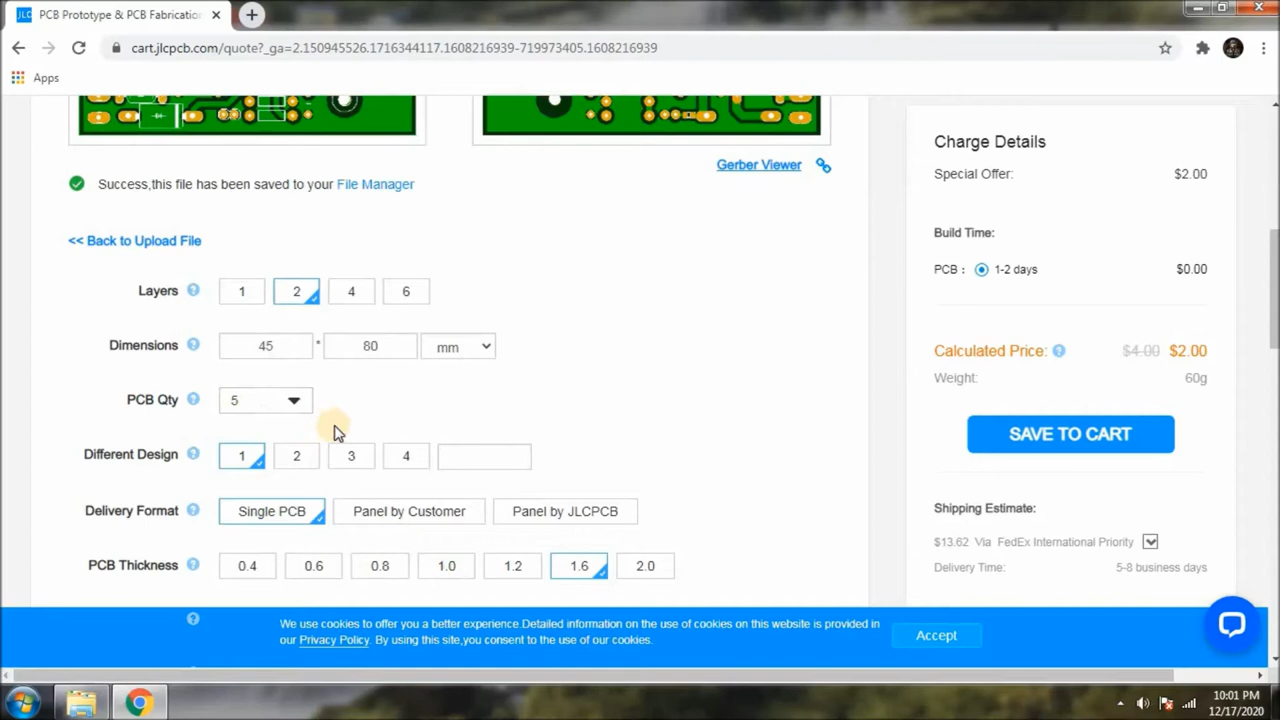 JLC PCB Prototype & PCB Fabrication
cart.jlcpcb.com/quote?_ga=2.150945526.1716344117.1608216939-719973405.1608216939
Apps
Gerber Viewer
Success,this file has been saved to your File Manager
<< Back to Upload File
Layers ? 1 2 4 6
Dimensions ? 45 * 80 mm
PCB Qty ? 5
Different Design ? 1 2 3 4
Delivery Format ? Single PCB Panel by Customer Panel by JLCPCB
PCB Thickness ? 0.4 0.6 0.8 1.0 1.2 1.6 2.0
?
Charge Details
Special Offer: $2.00
Build Time:
PCB : 1-2 days $0.00
Calculated Price: ? $4.00 $2.00
Weight: 60g
SAVE TO CART
Shipping Estimate:
$13.62 Via FedEx International Priority
Delivery Time: 5-8 business days
We use cookies to offer you a better experience.Detailed information on the use of cookies on this website is provided in
our Privacy Policy. By using this site,you consent to the use of our cookies.
Accept
10:01 PM
12/17/2020